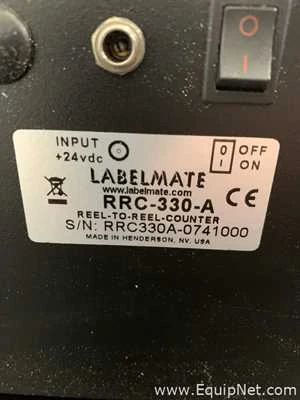 INPUT
+24vdc
0 OFF
I ON
LABELMATE
www.labelmate.com
RRC-330-A
CE
REEL-TO-REEL-COUNTER
S/N: RRC330A-0741000
MADE IN HENDERSON, NV. USA
www.EquipNet.com